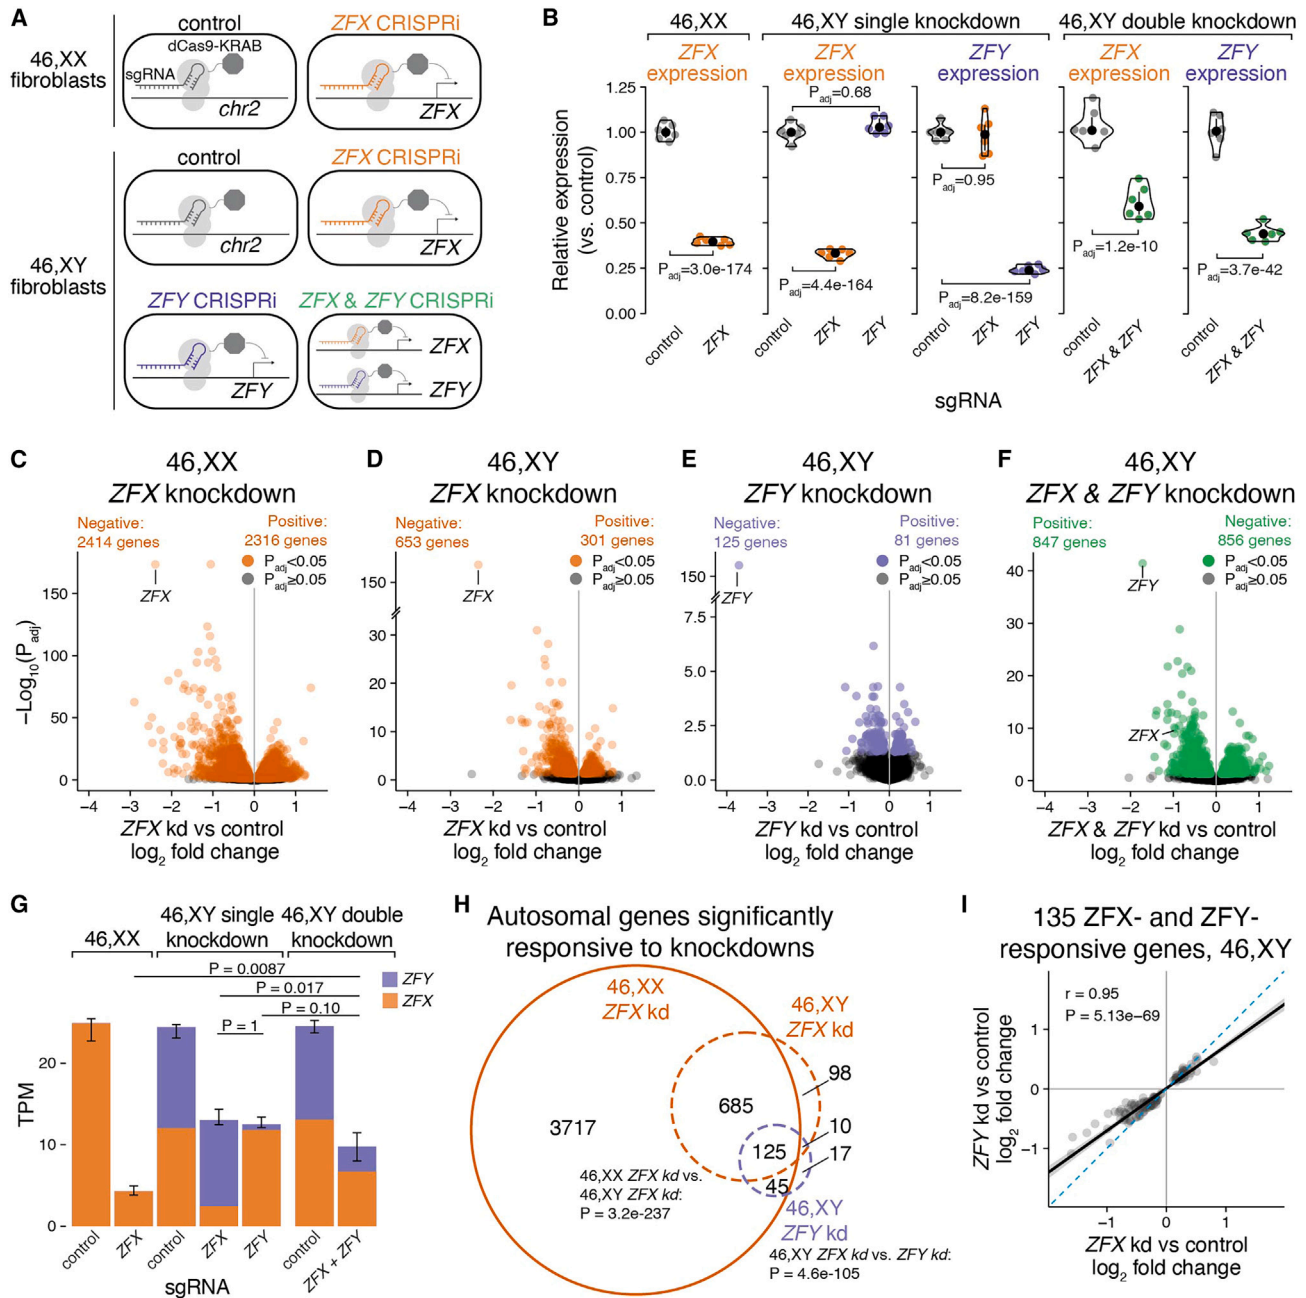 A
46,XX
fibroblasts
control
dCas9-KRAB
sgRNA
chr2
ZFX CRISPRi
ZFX
46,XY
fibroblasts
control
chr2
ZFX CRISPRi
ZFX
ZFY CRISPRi
ZFY
ZFX & ZFY CRISPRi
ZFX
ZFY
B
46,XX
46,XY single knockdown
46,XY double knockdown
ZFX
expression
ZFX
expression
ZFY
expression
ZFX
expression
ZFY
expression
Relative expression
(vs. control)
1.25
1.00
0.75
0.50
0.25
0.00
Padj=3.0e-174
Padj=0.68
Padj=4.4e-164
Padj=0.95
Padj=8.2e-159
Padj=1.2e-10
Padj=3.7e-42
control
ZFX
control
ZFX
ZFY
control
ZFX
ZFY
control
ZFX & ZFY
control
ZFX & ZFY
sgRNA
C
46,XX
ZFX knockdown
Negative:
2414 genes
Positive:
2316 genes
Padj<0.05
Padj≥0.05
ZFX
−Log10(Padj)
150
100
50
0
−4 −3 −2 −1 0 1
ZFX kd vs control
log2 fold change
D
46,XY
ZFX knockdown
Negative:
653 genes
Positive:
301 genes
Padj<0.05
Padj≥0.05
ZFX
150
30
20
10
0
−4 −3 −2 −1 0 1
ZFX kd vs control
log2 fold change
E
46,XY
ZFY knockdown
Negative:
125 genes
Positive:
81 genes
Padj<0.05
Padj≥0.05
ZFY
150
7.5
5.0
2.5
0.0
−4 −3 −2 −1 0 1
ZFY kd vs control
log2 fold change
F
46,XY
ZFX & ZFY knockdown
Positive:
847 genes
Negative:
856 genes
Padj<0.05
Padj≥0.05
ZFY
ZFX
40
30
20
10
0
−4 −3 −2 −1 0 1
ZFX & ZFY kd vs control
log2 fold change
G
46,XX
46,XY single
knockdown
46,XY double
knockdown
P = 0.0087
P = 0.017
P = 0.10
P = 1
ZFY
ZFX
TPM
20
10
0
control
ZFX
control
ZFX
ZFY
control
ZFX + ZFY
sgRNA
H
Autosomal genes significantly
responsive to knockdowns
46,XX
ZFX kd
46,XY
ZFX kd
98
685
3717
10
125
17
45
46,XX ZFX kd vs.
46,XY ZFX kd:
P = 3.2e-237
46,XY
ZFY kd
46,XY ZFX kd vs. ZFY kd:
P = 4.6e-105
I
135 ZFX- and ZFY-
responsive genes, 46,XY
r = 0.95
P = 5.13e−69
ZFY kd vs control
log2 fold change
1
0
−1
−1 0 1
ZFX kd vs control
log2 fold change